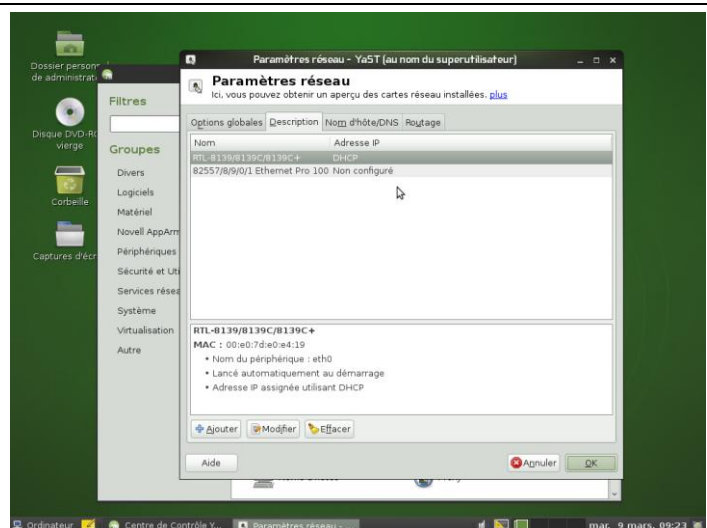 Dossier personr
de administrati
Disque DVD-R
vierge
Corbeille
Captures d'écr
Filtres
Groupes
Divers
Logiciels
Matériel
Novell AppArm
Périphériques
Sécurité et Uti
Services résea
Système
Virtualisation
Autre
Paramètres réseau - YaST (au nom du superutilisateur)
Paramètres réseau
Ici, vous pouvez obtenir un aperçu des cartes réseau installées. plus
Options globales Description Nom d'hôte/DNS Routage
Nom Adresse IP
RTL-8139/8139C/8139C+ DHCP
82557/8/9/0/1 Ethernet Pro 100 Non configuré
RTL-8139/8139C/8139C+
MAC : 00:e0:7d:e0:e4:19
• Nom du périphérique : eth0
• Lancé automatiquement au démarrage
• Adresse IP assignée utilisant DHCP
Ajouter Modifier Effacer
Aide Annuler OK
Ordinateur Centre de Contrôle Y... Paramètres réseau - ... mar. 9 mars, 09:23